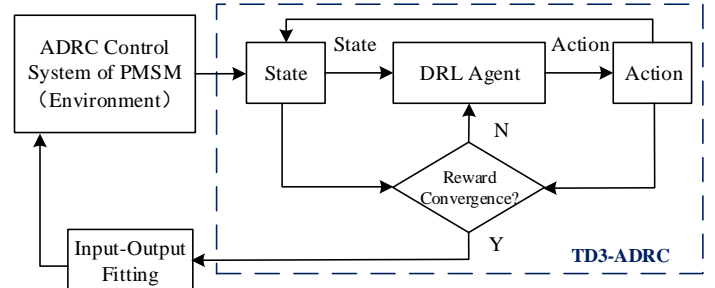 ADRC Control
System of PMSM
（Environment）
State
State
DRL Agent
Action
Action
N
Reward
Convergence?
Y
Input-Output
Fitting
TD3-ADRC